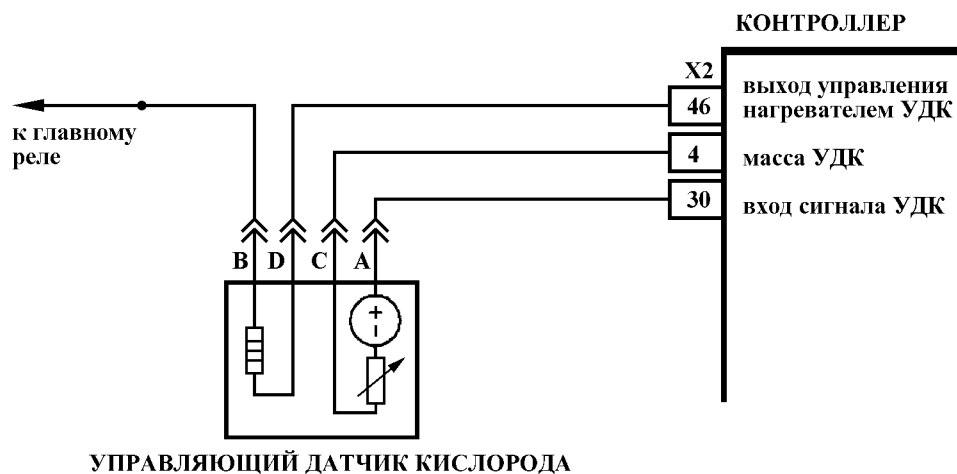 КОНТРОЛЛЕР
X2
46
выход управления
нагревателем УДК
4
масса УДК
30
вход сигнала УДК
к главному
реле
B D C A
+
-
УПРАВЛЯЮЩИЙ ДАТЧИК КИСЛОРОДА